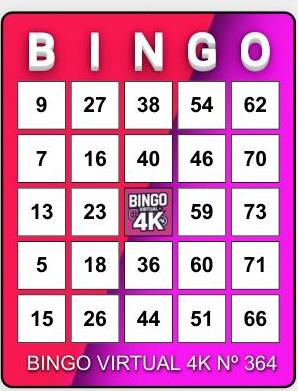 B I N G O
9 27 38 54 62
7 16 40 46 70
13 23 BINGO VIRTUAL 4K 59 73
5 18 36 60 71
15 26 44 51 66
BINGO VIRTUAL 4K Nº 364